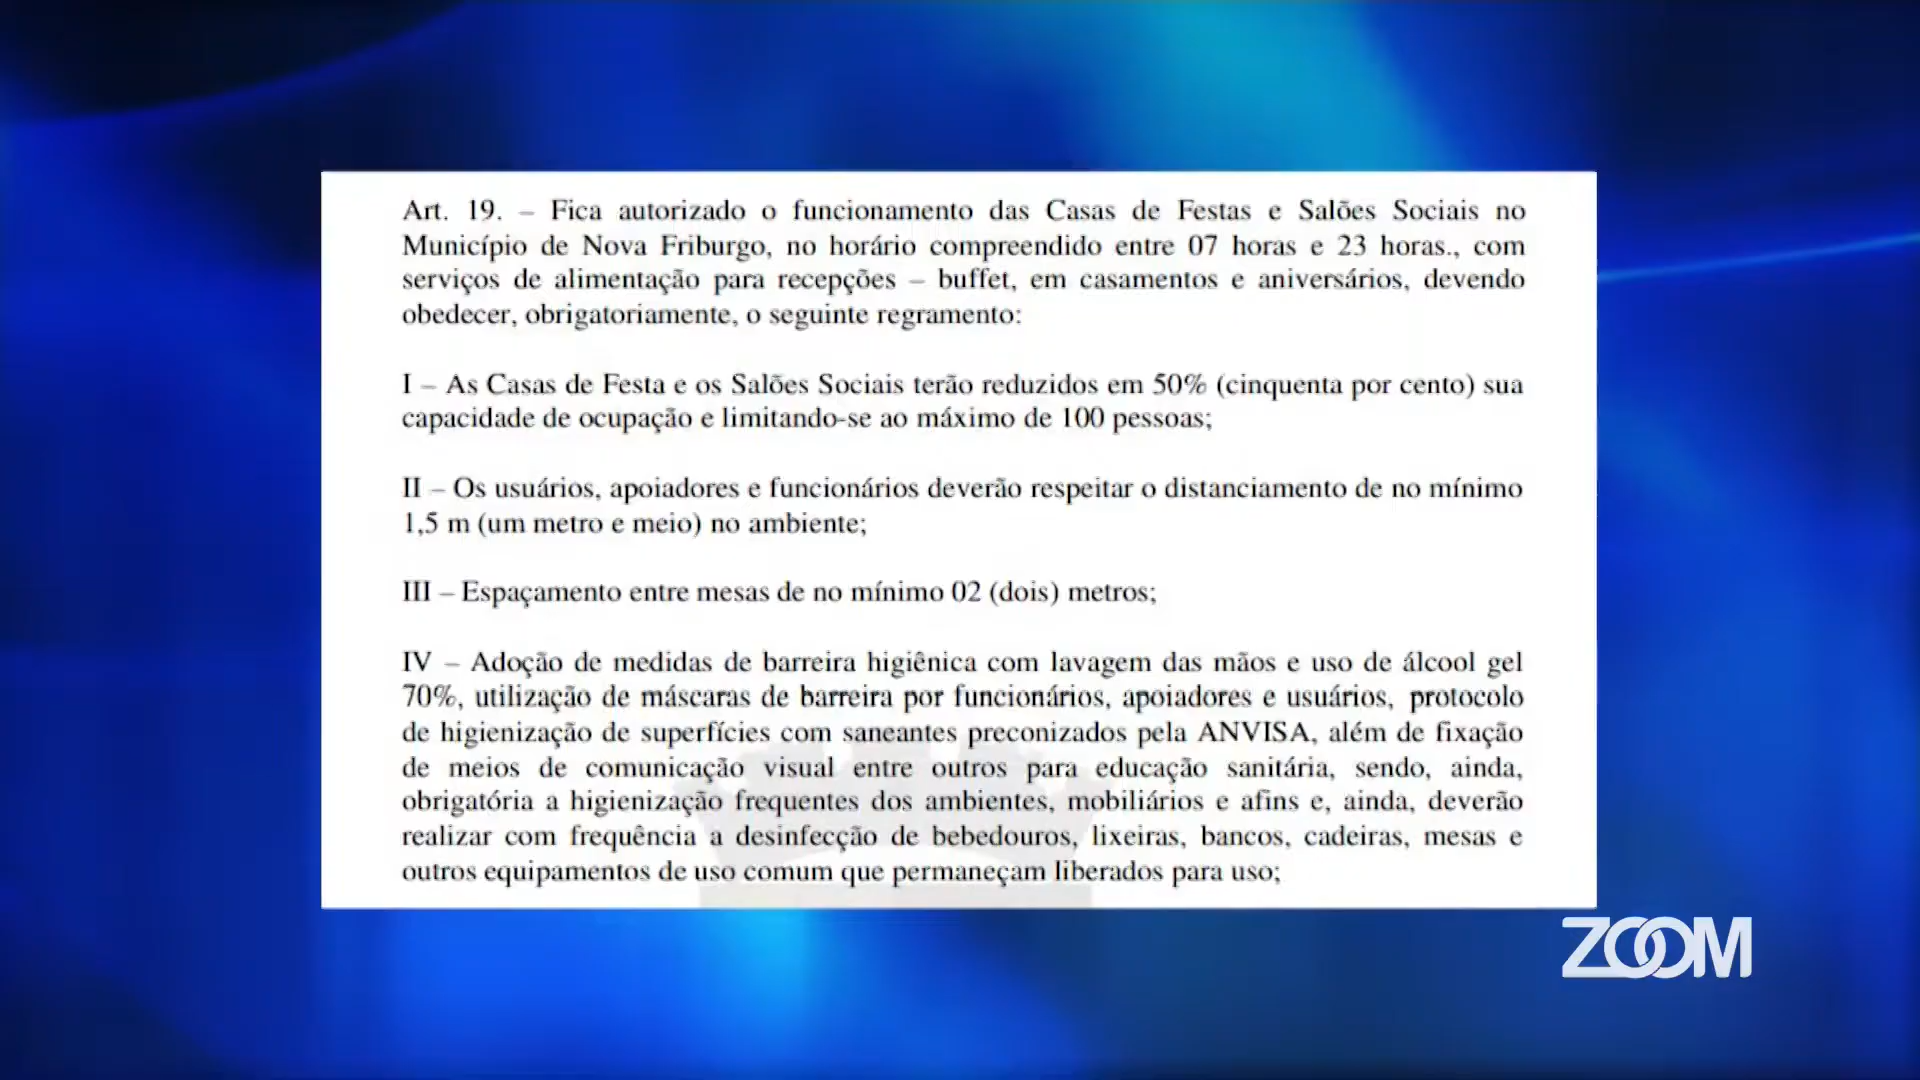 Art. 19. – Fica autorizado o funcionamento das Casas de Festas e Salões Sociais no
Município de Nova Friburgo, no horário compreendido entre 07 horas e 23 horas., com
serviços de alimentação para recepções – buffet, em casamentos e aniversários, devendo
obedecer, obrigatoriamente, o seguinte regramento:
I – As Casas de Festa e os Salões Sociais terão reduzidos em 50% (cinquenta por cento) sua
capacidade de ocupação e limitando-se ao máximo de 100 pessoas;
II – Os usuários, apoiadores e funcionários deverão respeitar o distanciamento de no mínimo
1,5 m (um metro e meio) no ambiente;
III – Espaçamento entre mesas de no mínimo 02 (dois) metros;
IV – Adoção de medidas de barreira higiênica com lavagem das mãos e uso de álcool gel
70%, utilização de máscaras de barreira por funcionários, apoiadores e usuários, protocolo
de higienização de superfícies com saneantes preconizados pela ANVISA, além de fixação
de meios de comunicação visual entre outros para educação sanitária, sendo, ainda,
obrigatória a higienização frequentes dos ambientes, mobiliários e afins e, ainda, deverão
realizar com frequência a desinfecção de bebedouros, lixeiras, bancos, cadeiras, mesas e
outros equipamentos de uso comum que permaneçam liberados para uso;
ZOOM